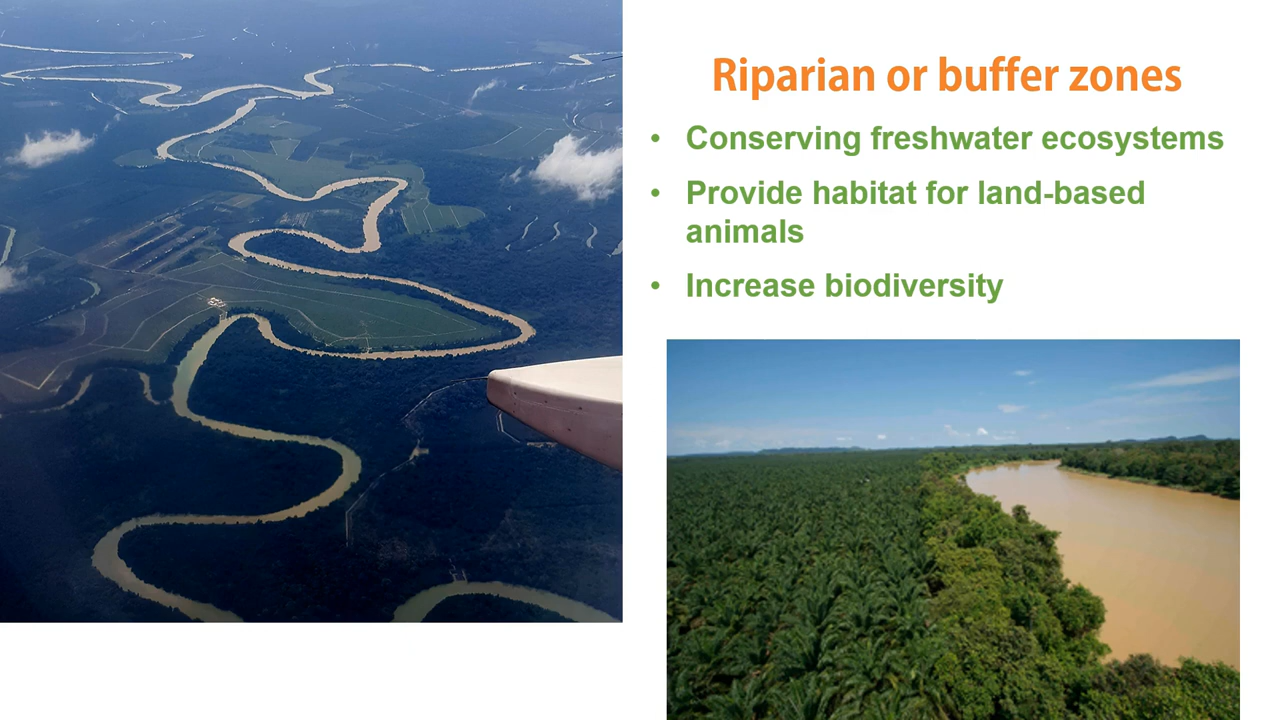 Riparian or buffer zones
• Conserving freshwater ecosystems
• Provide habitat for land-based
animals
• Increase biodiversity